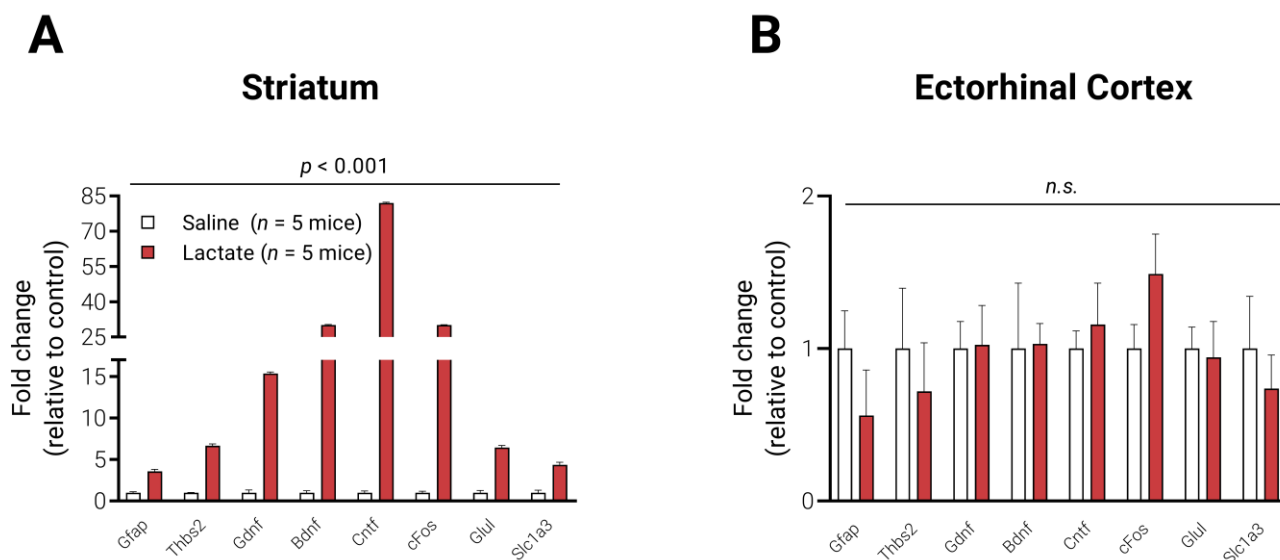 A
Striatum
p < 0.001
Saline (n = 5 mice)
Lactate (n = 5 mice)
Fold change
(relative to control)
85
70
55
40
25
15
10
5
0
Gfap
Thbs2
Gdnf
Bdnf
Cntf
cFos
Glul
Slc1a3
B
Ectorhinal Cortex
n.s.
Fold change
(relative to control)
2
1
0
Gfap
Thbs2
Gdnf
Bdnf
Cntf
cFos
Glul
Slc1a3